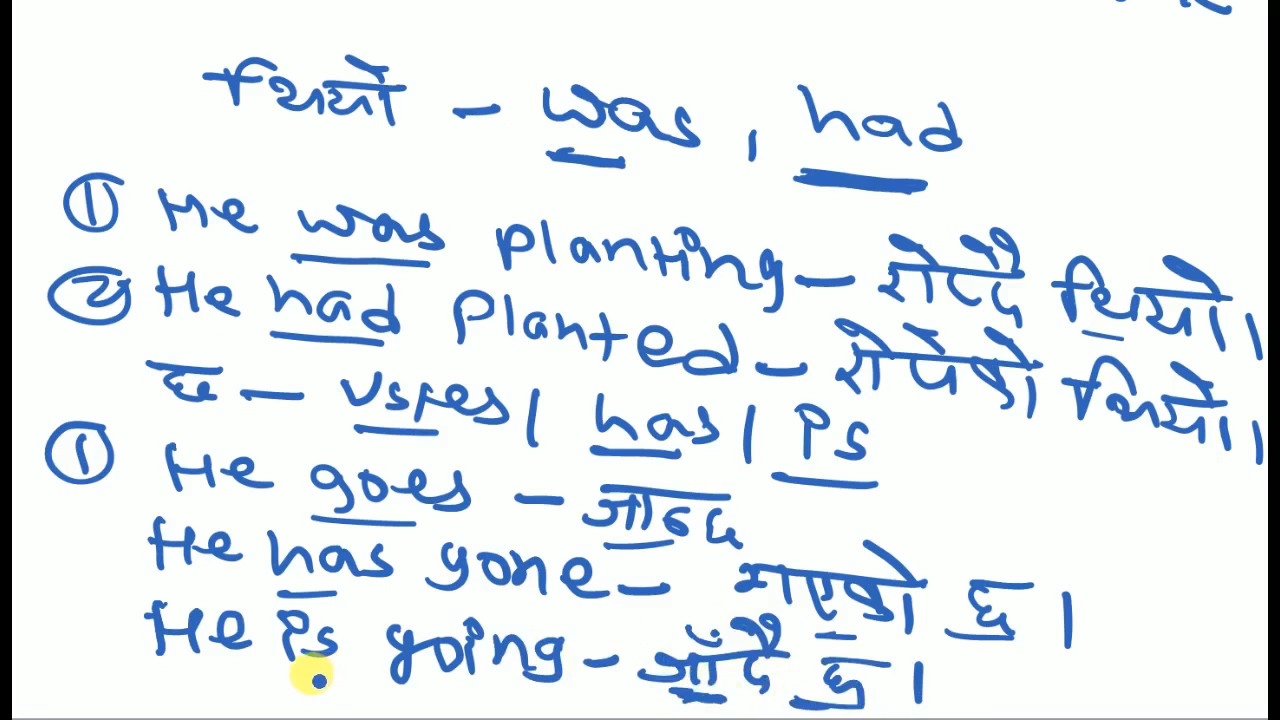 थियो - was, had
① He was planting - रोप्दै थियो।
② He had Planted - रोपेको थियो।
छ - v5/es | has | is
① He goes - जान्छ
He has gone - गएको छ।
He is going - जाँदै छ।